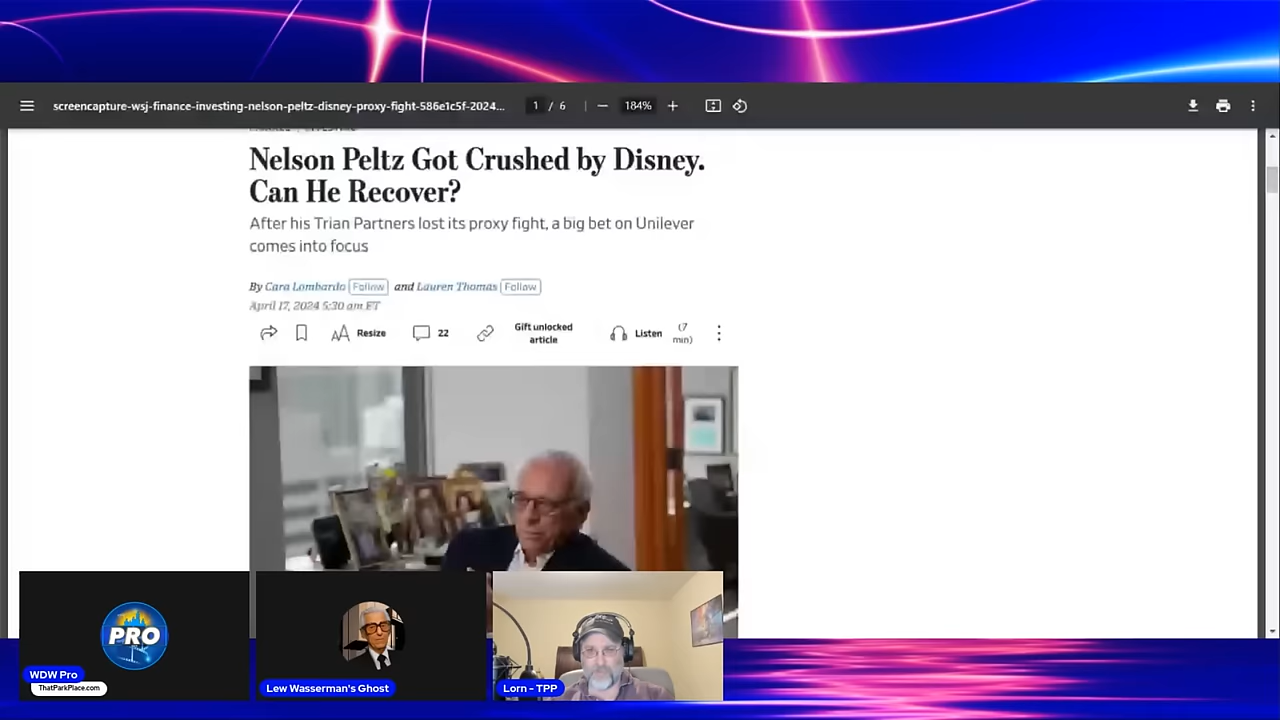 screencapture-wsj-finance-investing-nelson-peltz-disney-proxy-fight-586e1c5f-2024...
1 / 6
184%
Nelson Peltz Got Crushed by Disney.
Can He Recover?
After his Trian Partners lost its proxy fight, a big bet on Unilever
comes into focus
By Cara Lombardo Follow and Lauren Thomas Follow
April 17, 2024 5:30 am ET
AA Resize 22 Gift unlocked article Listen (7 min)
PRO
WDW Pro
ThatParkPlace.com
Lew Wasserman's Ghost
Lorn - TPP